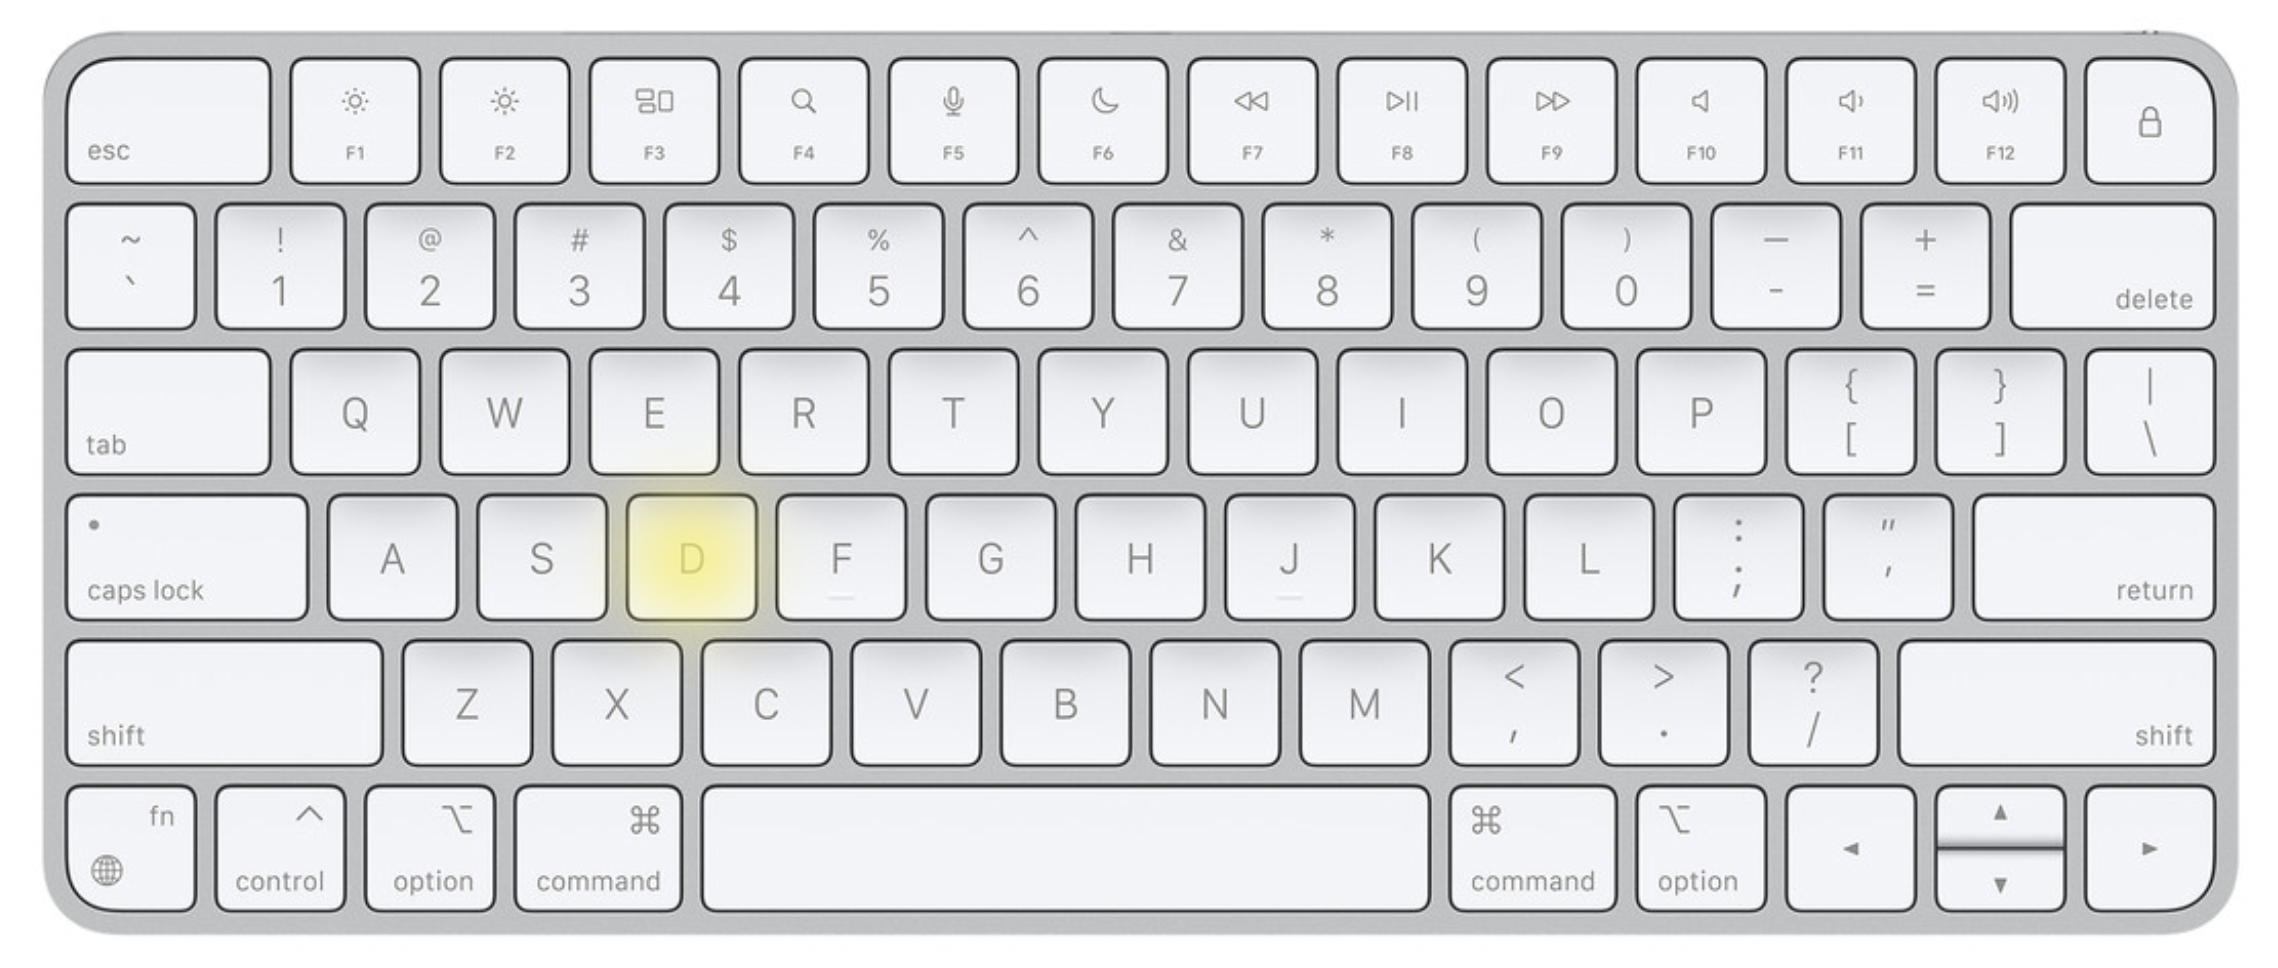 F1 F2 F3 F4 F5 F6 F7 F8 F9 F10 F11 F12
esc
~ ! @ # $ % ^ & * ( ) — +
` 1 2 3 4 5 6 7 8 9 0 - =
delete
Q W E R T Y U I O P { } |
[ ] \
tab
A S D F G H J K L : "
; '
caps lock return
Z X C V B N M < > ?
, . /
shift shift
fn ^ ⌥ ⌘ ⌘ ⌥
control option command command option